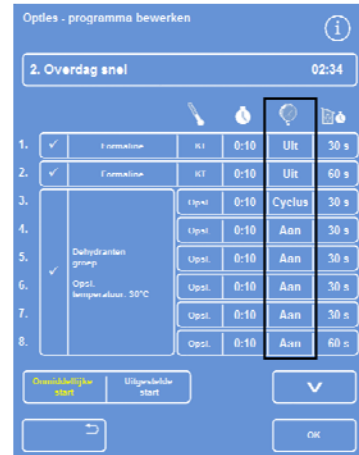 Opties - programma bewerken
i
2. Overdag snel 02:34
1. Formaline KT 0:10 Uit 30 s
2. Formaline KT 0:10 Uit 60 s
3. Opsl. 0:10 Cyclus 30 s
4. Opsl. 0:10 Aan 30 s
5. Dehydranten groep Opsl. 0:10 Aan 30 s
6. Opsl. temperatuur: 50°C Opsl. 0:10 Aan 30 s
7. Opsl. 0:10 Aan 30 s
8. Opsl. 0:10 Aan 60 s
Onmiddellijke start
Uitgestelde start
OK